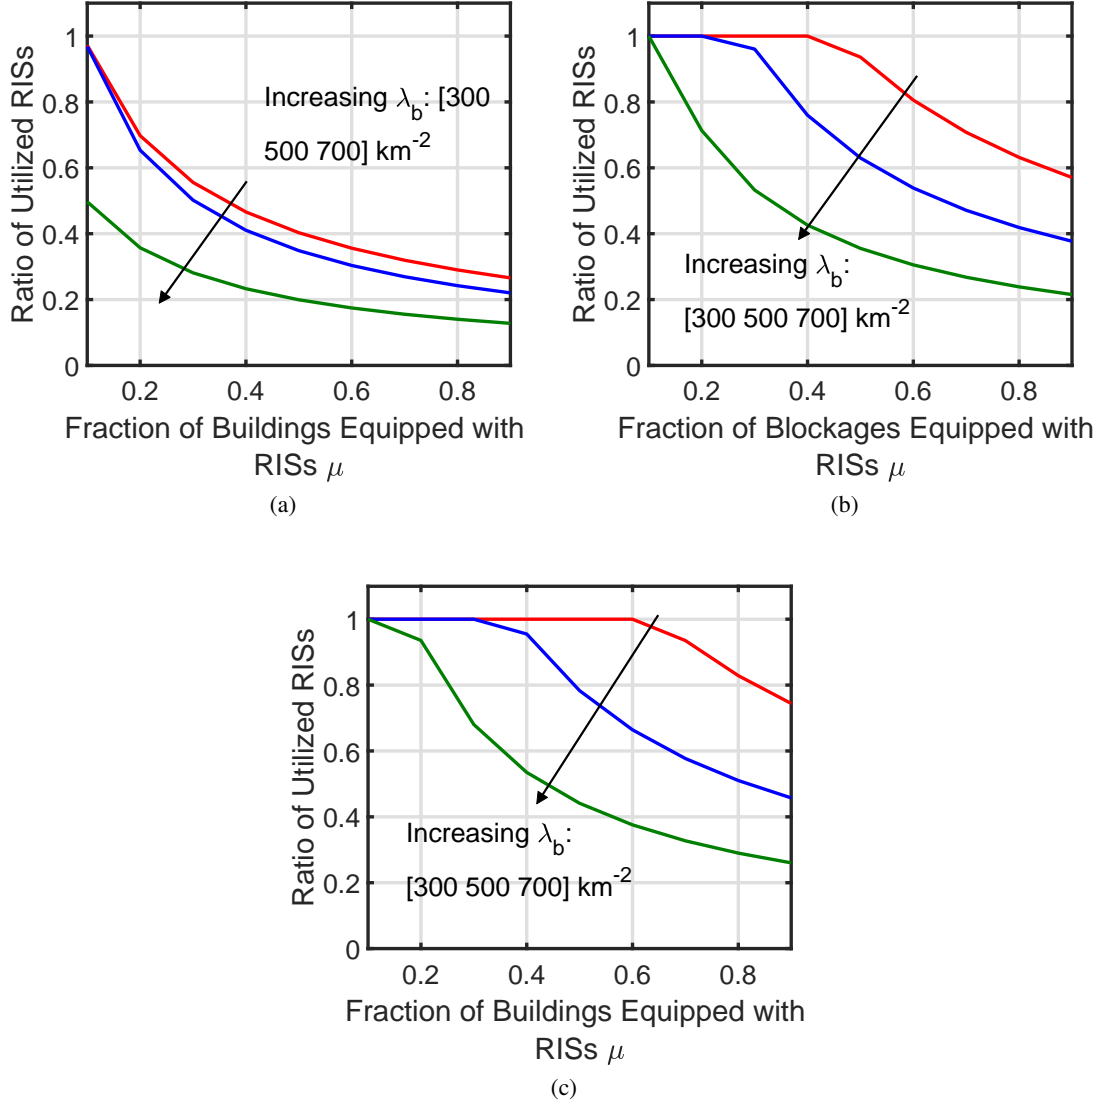 Ratio of Utilized RISs
1
0.8
0.6
0.4
0.2
0
Increasing λb: [300
500 700] km-2
0.2 0.4 0.6 0.8
Fraction of Buildings Equipped with
RISs μ
(a)
Ratio of Utilized RISs
1
0.8
0.6
0.4
0.2
0
Increasing λb:
[300 500 700] km-2
0.2 0.4 0.6 0.8
Fraction of Blockages Equipped with
RISs μ
(b)
Ratio of Utilized RISs
1
0.8
0.6
0.4
0.2
0
Increasing λb:
[300 500 700] km-2
0.2 0.4 0.6 0.8
Fraction of Buildings Equipped with
RISs μ
(c)